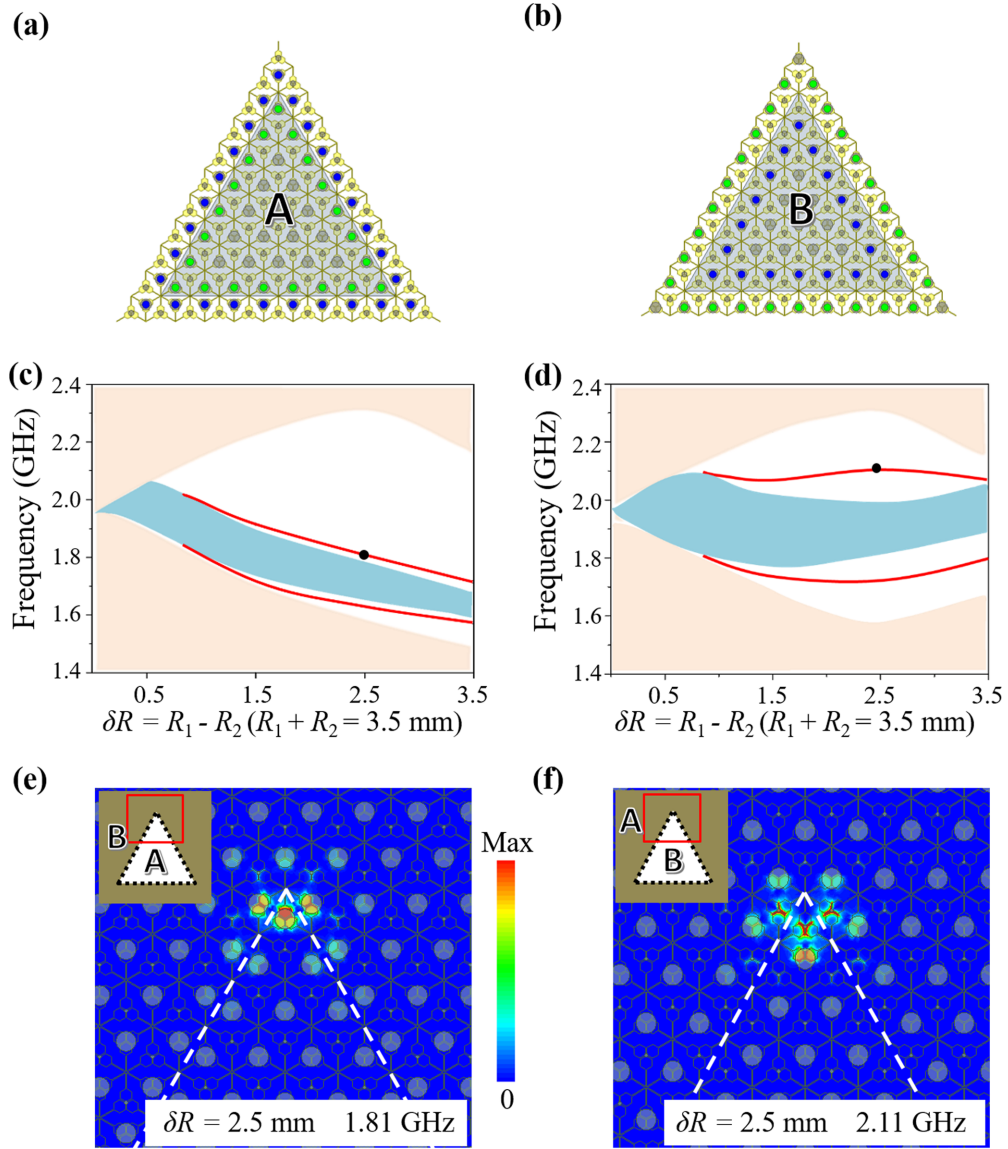 (a)
(b)
A
B
(c)
(d)
Frequency (GHz)
2.4
2.2
2.0
1.8
1.6
1.4
0.5
1.5
2.5
3.5
δR = R₁ - R₂ (R₁ + R₂ = 3.5 mm)
Frequency (GHz)
2.4
2.2
2.0
1.8
1.6
1.4
0.5
1.5
2.5
3.5
δR = R₁ - R₂ (R₁ + R₂ = 3.5 mm)
(e)
(f)
B
A
Max
0
A
B
δR = 2.5 mm 1.81 GHz
δR = 2.5 mm 2.11 GHz